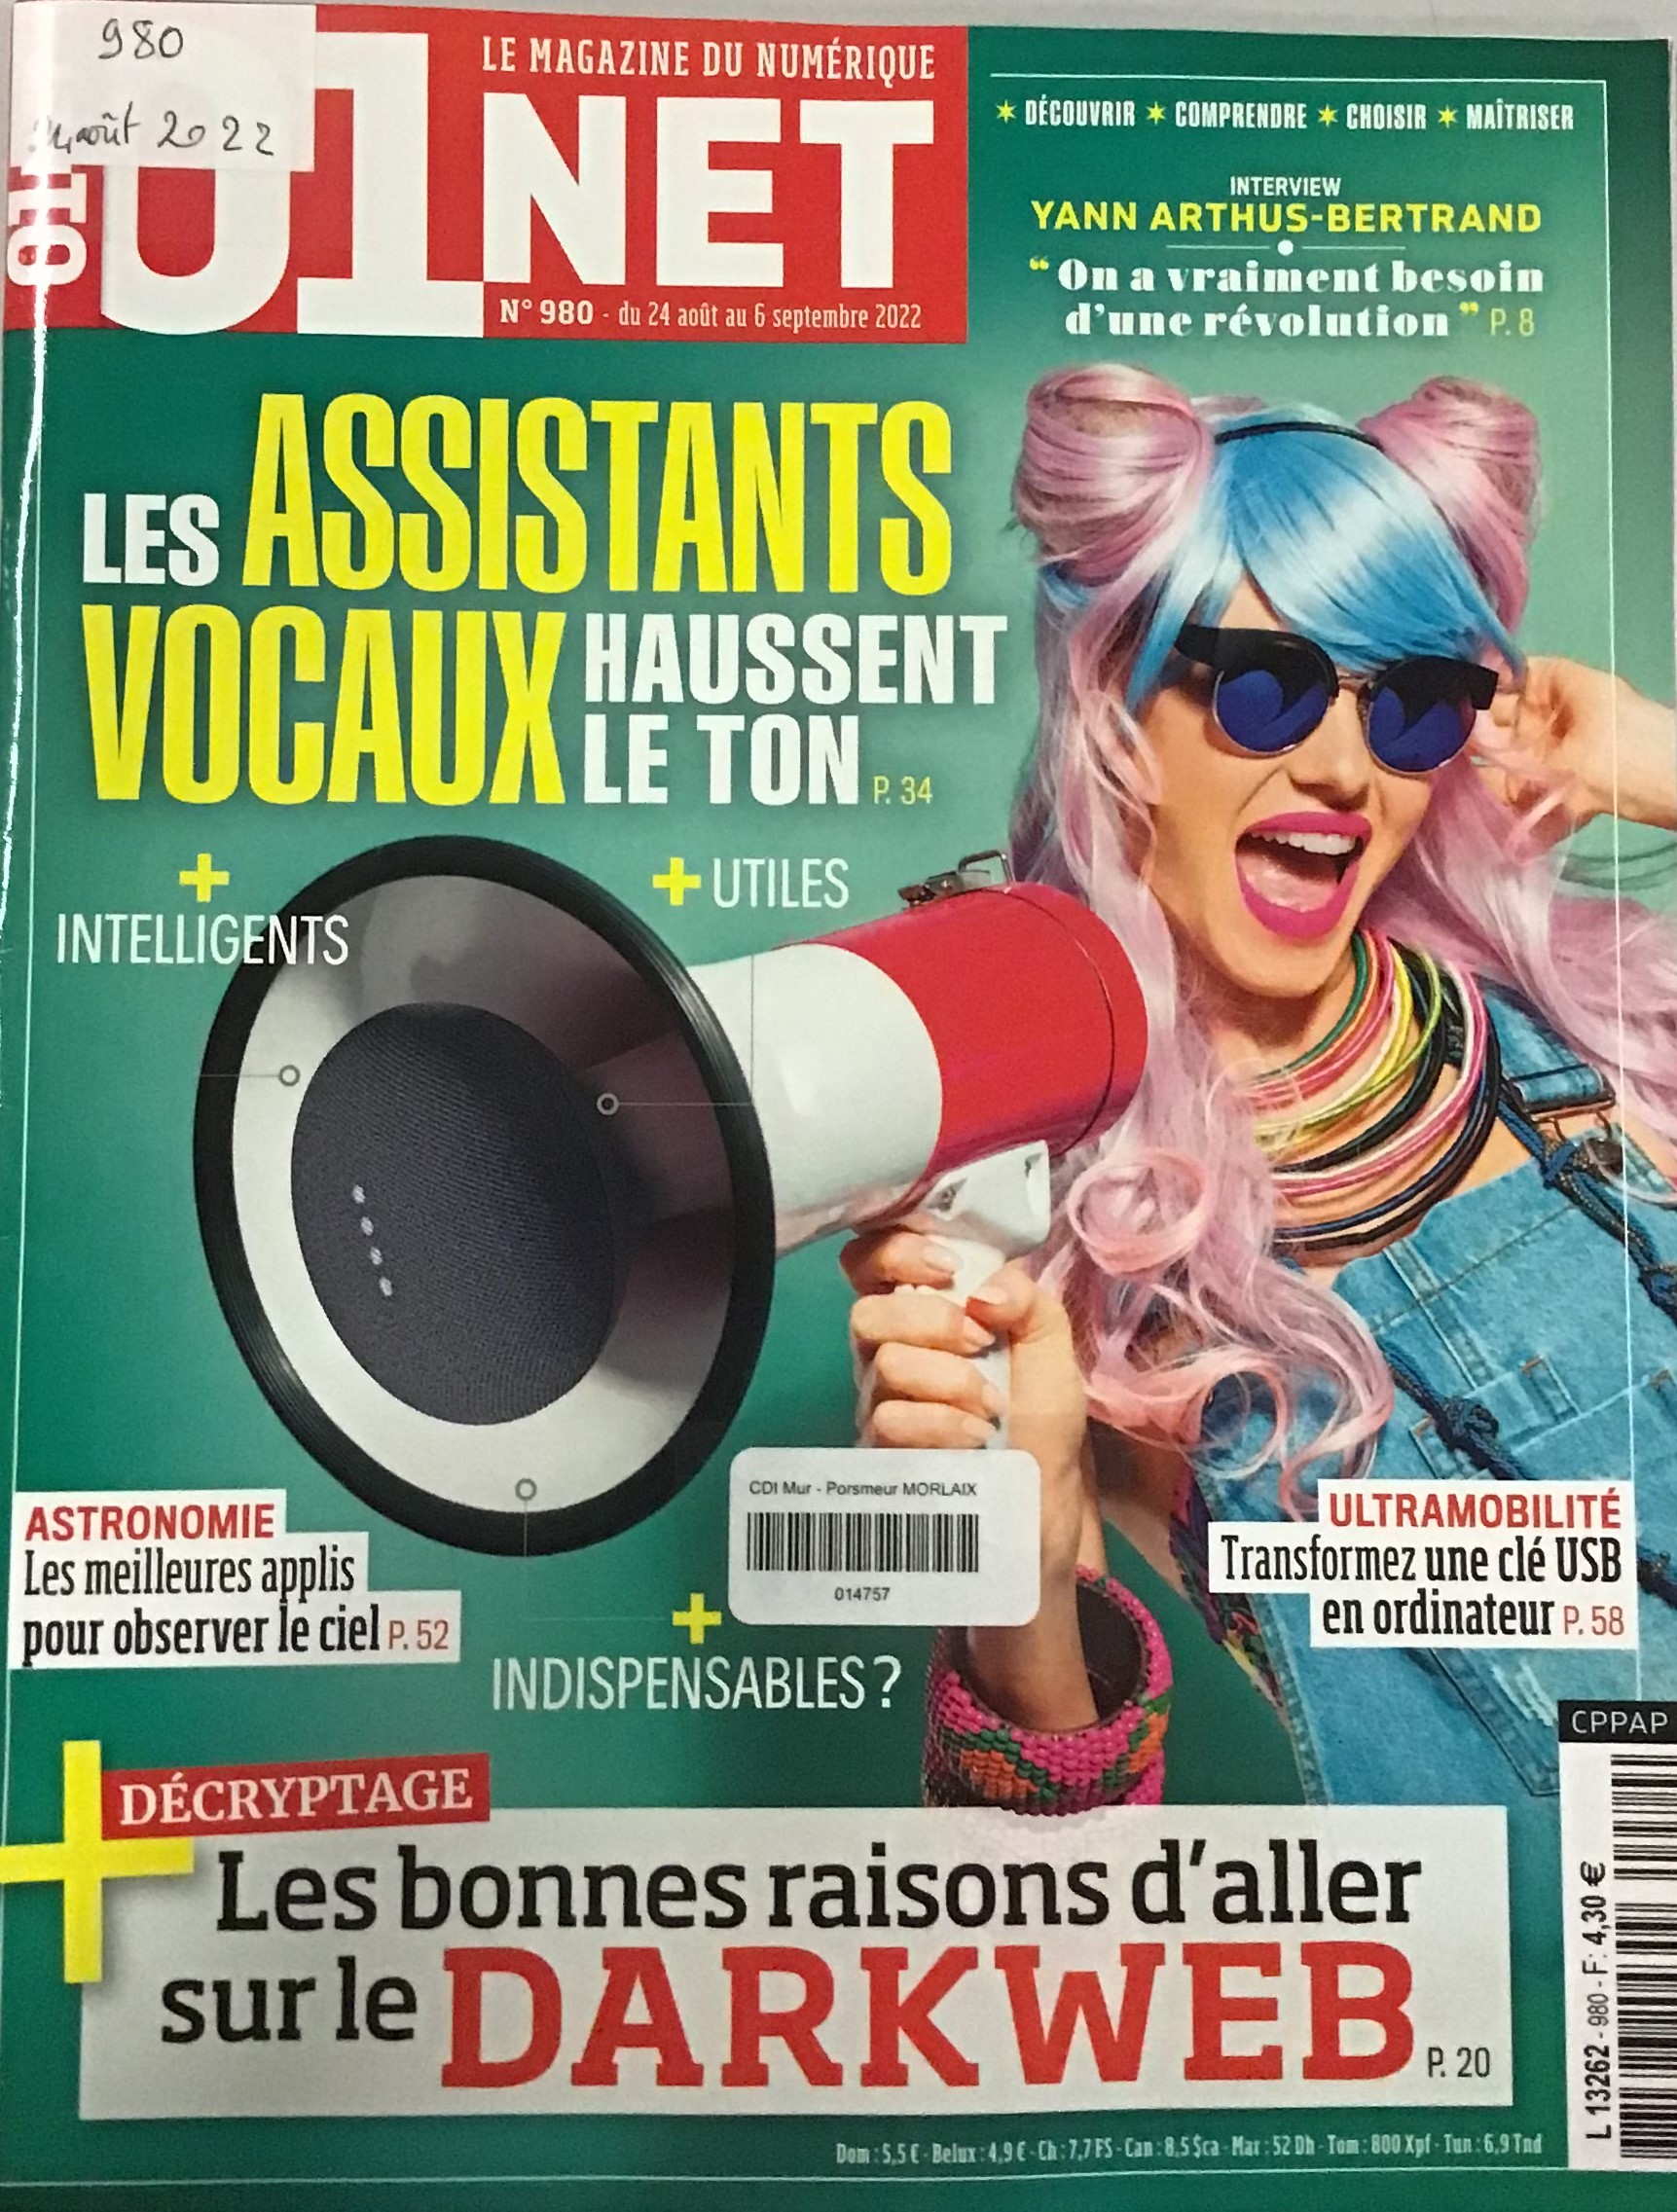 980
août 2022
LE MAGAZINE DU NUMÉRIQUE
01NET
N° 980 - du 24 août au 6 septembre 2022
✶ DÉCOUVRIR ✶ COMPRENDRE ✶ CHOISIR ✶ MAÎTRISER
INTERVIEW
YANN ARTHUS-BERTRAND
“ On a vraiment besoin
d’une révolution ” P. 8
LES ASSISTANTS
VOCAUX HAUSSENT
LE TON P. 34
+
INTELLIGENTS
+ UTILES
CDI Mur - Porsmeur MORLAIX
014757
ASTRONOMIE
Les meilleures applis
pour observer le ciel P. 52
ULTRAMOBILITÉ
Transformez une clé USB
en ordinateur P. 58
+
INDISPENSABLES ?
CPPAP
+ DÉCRYPTAGE
Les bonnes raisons d’aller
sur le DARKWEB P. 20
L 13262 - 980 - F: 4,30 €
Dom : 5,5 € - Belux : 4,9 € - Ch : 7,7 FS - Can : 8,5 $ca - Mar : 52 Dh - Tom : 800 Xpf - Tun : 6,9 Tnd